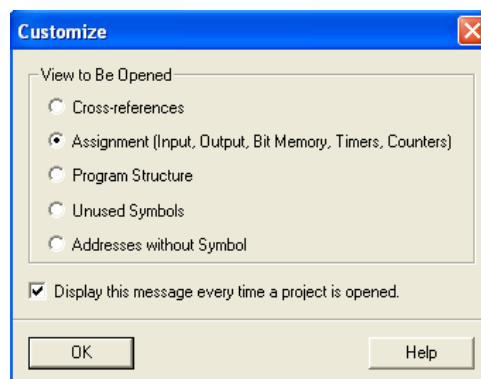 Customize
View to Be Opened
Cross-references
Assignment (Input, Output, Bit Memory, Timers, Counters)
Program Structure
Unused Symbols
Addresses without Symbol
Display this message every time a project is opened.
OK
Help